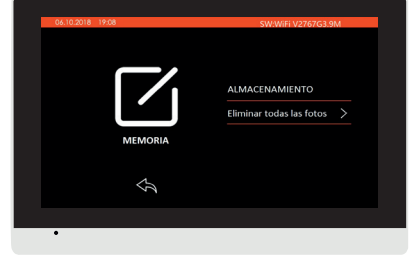 06.10.2018 19:08 SW:WiFi V2767G3.9M
ALMACENAMIENTO
Eliminar todas las fotos >
MEMORIA